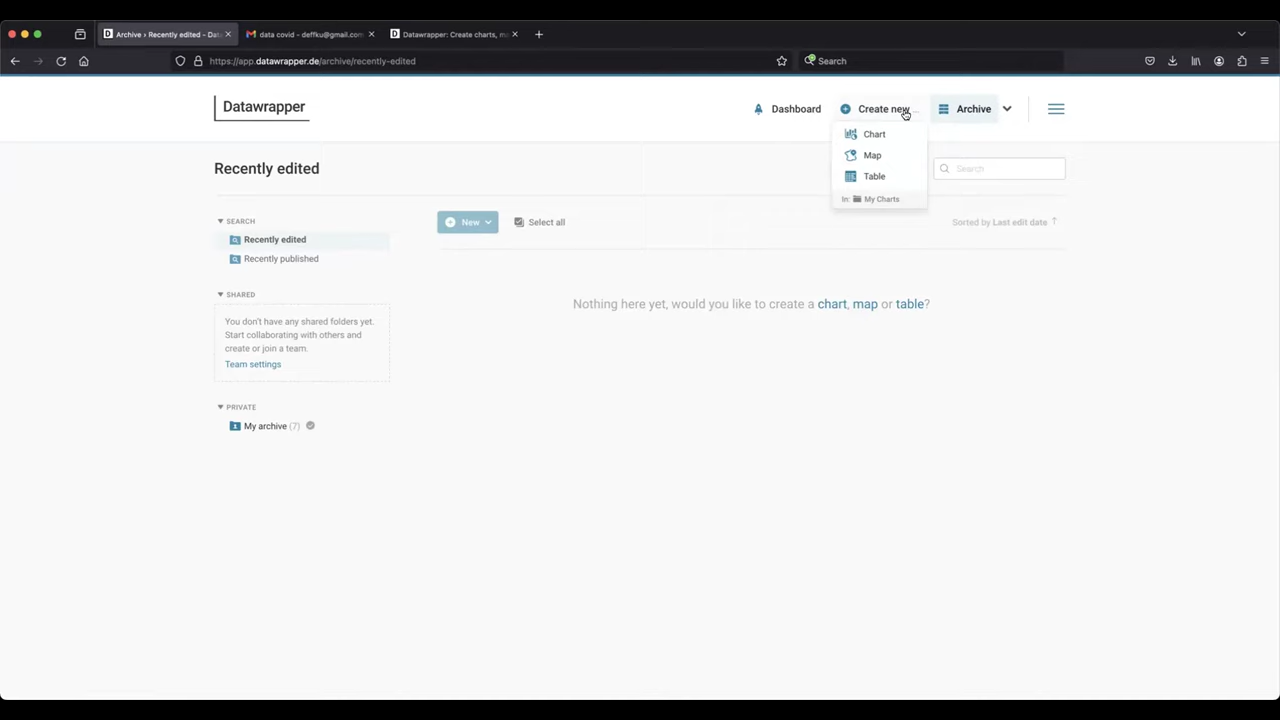 Archive › Recently edited - Dat
data covid - deffku@gmail.com
Datawrapper: Create charts, m
https://app.datawrapper.de/archive/recently-edited
Search
Datawrapper
Dashboard
Create new ...
Archive
Chart
Map
Table
In: My Charts
Recently edited
Search
SEARCH
Recently edited
Recently published
New
Select all
Sorted by Last edit date
SHARED
You don't have any shared folders yet.
Start collaborating with others and
create or join a team.
Team settings
Nothing here yet, would you like to create a chart, map or table?
PRIVATE
My archive (7)